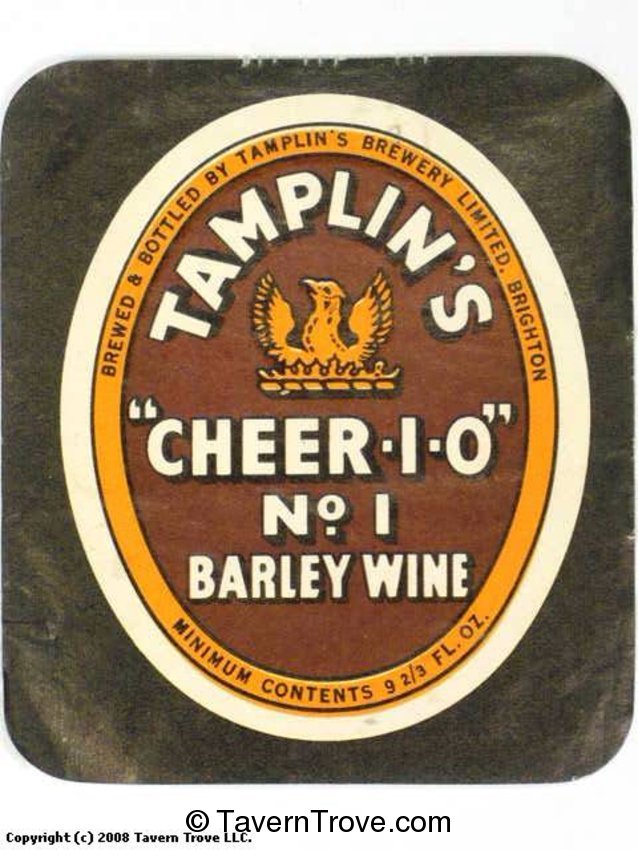 BREWED & BOTTLED BY TAMPLIN'S BREWERY LIMITED, BRIGHTON
TAMPLIN'S
"CHEER·I·O"
Nº 1
BARLEY WINE
MINIMUM CONTENTS 9 2/3 FL. OZ.
© TavernTrove.com
Copyright (c) 2008 Tavern Trove LLC.